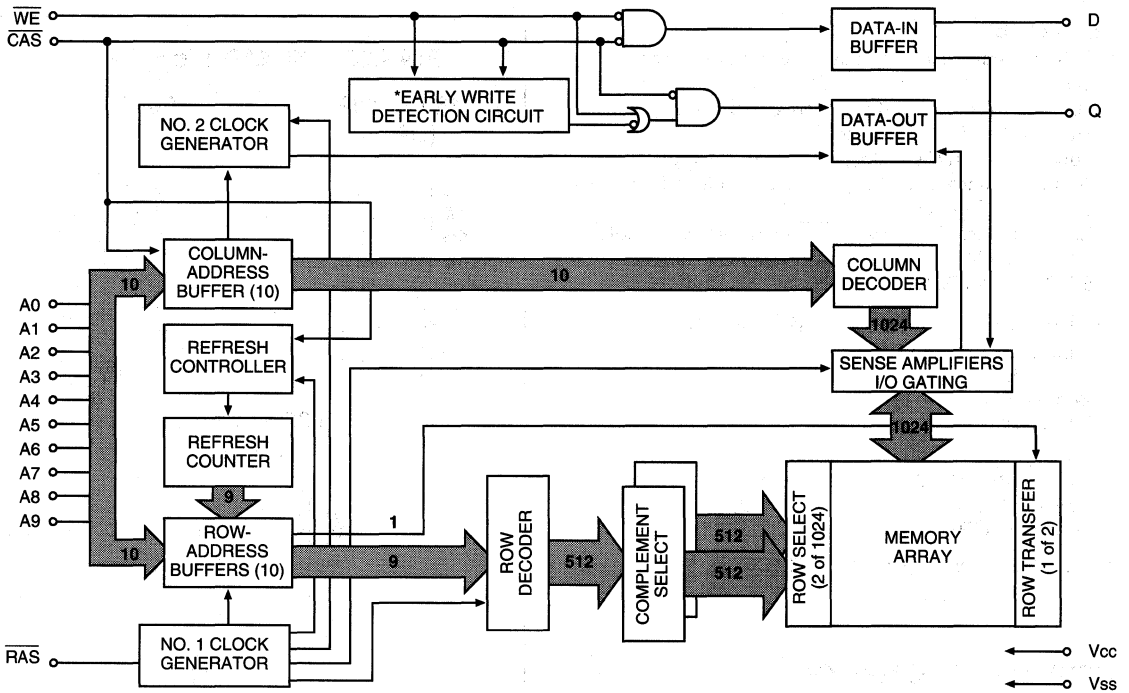 WE
CAS
*EARLY WRITE
DETECTION CIRCUIT
DATA-IN
BUFFER
D
NO. 2 CLOCK
GENERATOR
DATA-OUT
BUFFER
Q
COLUMN-
ADDRESS
BUFFER (10)
10
10
COLUMN
DECODER
1024
A0
A1
A2
A3
A4
A5
A6
A7
A8
A9
REFRESH
CONTROLLER
SENSE AMPLIFIERS
I/O GATING
1024
REFRESH
COUNTER
9
10
ROW-
ADDRESS
BUFFERS (10)
1
9
ROW
DECODER
512
COMPLEMENT
SELECT
512
512
ROW SELECT
(2 of 1024)
MEMORY
ARRAY
ROW TRANSFER
(1 of 2)
RAS
NO. 1 CLOCK
GENERATOR
Vcc
Vss